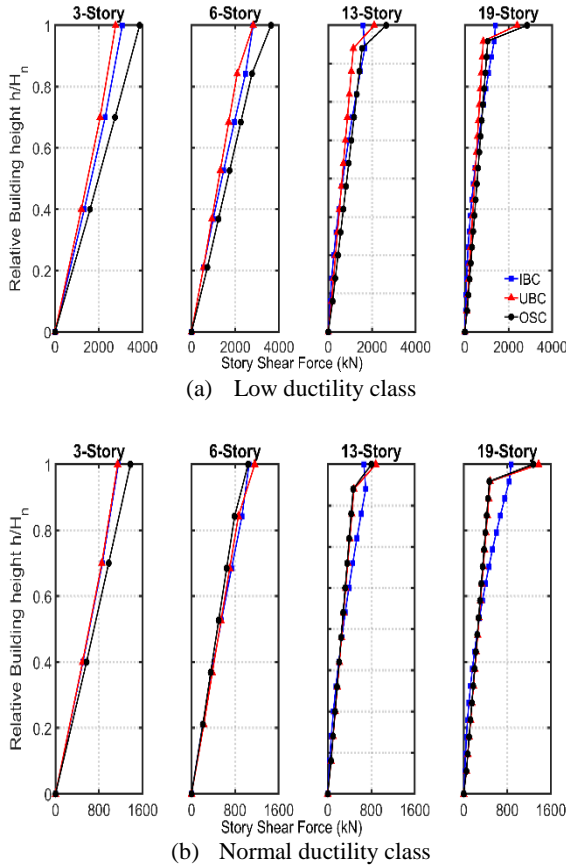 3-Story 6-Story 13-Story 19-Story
Relative Building height h/Hn
1
0.8
0.6
0.4
0.2
0
IBC
UBC
OSC
0 2000 4000 0 2000 4000 0 2000 4000 0 2000 4000
Story Shear Force (kN)
(a) Low ductility class
3-Story 6-Story 13-Story 19-Story
Relative Building height h/Hn
1
0.8
0.6
0.4
0.2
0
0 800 1600 0 800 1600 0 800 1600 0 800 1600
Story Shear Force (kN)
(b) Normal ductility class